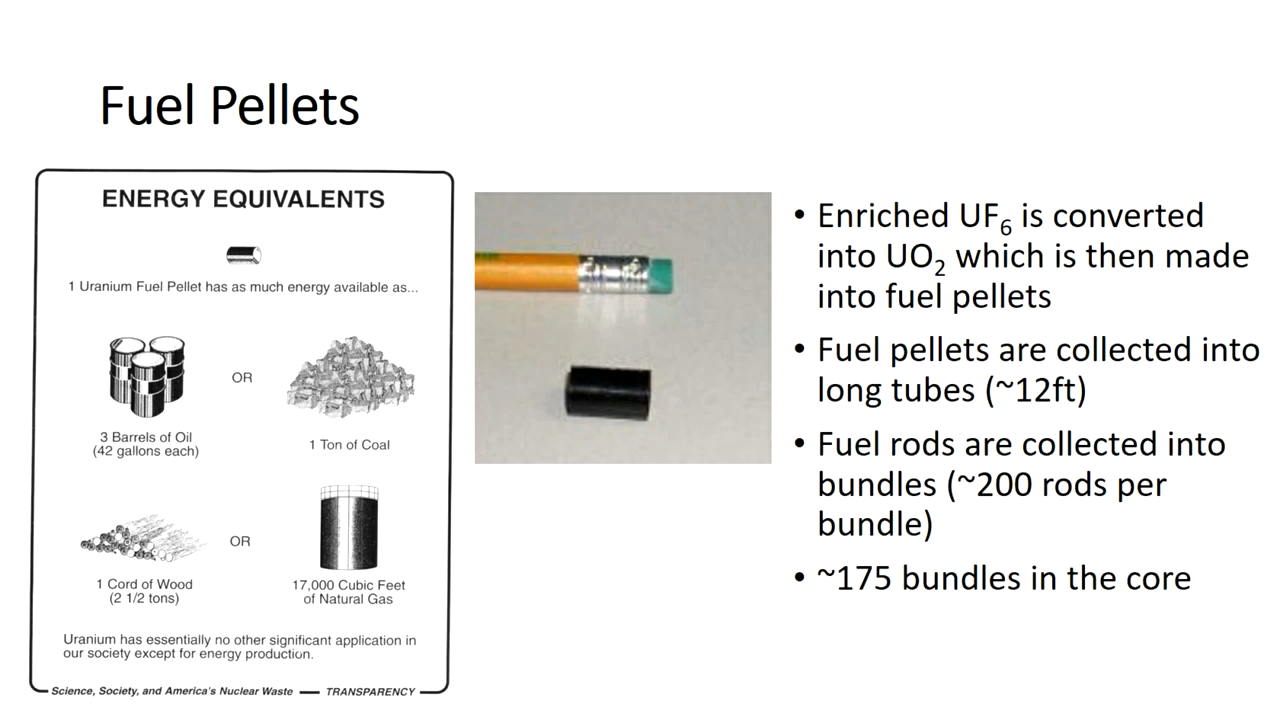 Fuel Pellets
ENERGY EQUIVALENTS
1 Uranium Fuel Pellet has as much energy available as...
OR
3 Barrels of Oil
(42 gallons each)
1 Ton of Coal
OR
1 Cord of Wood
(2 1/2 tons)
17,000 Cubic Feet
of Natural Gas
Uranium has essentially no other significant application in
our society except for energy production.
Science, Society, and America's Nuclear Waste — TRANSPARENCY
• Enriched UF₆ is converted
into UO₂ which is then made
into fuel pellets
• Fuel pellets are collected into
long tubes (~12ft)
• Fuel rods are collected into
bundles (~200 rods per
bundle)
• ~175 bundles in the core